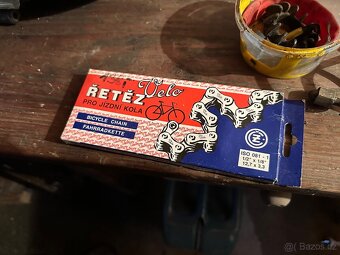 Velo
ŘETĚZ
PRO JÍZDNÍ KOLA
BICYCLE CHAIN
FAHRRADKETTE
ISO 081 - 1
1/2" x 1/8"
12,7 x 3,3
Bazos.cz